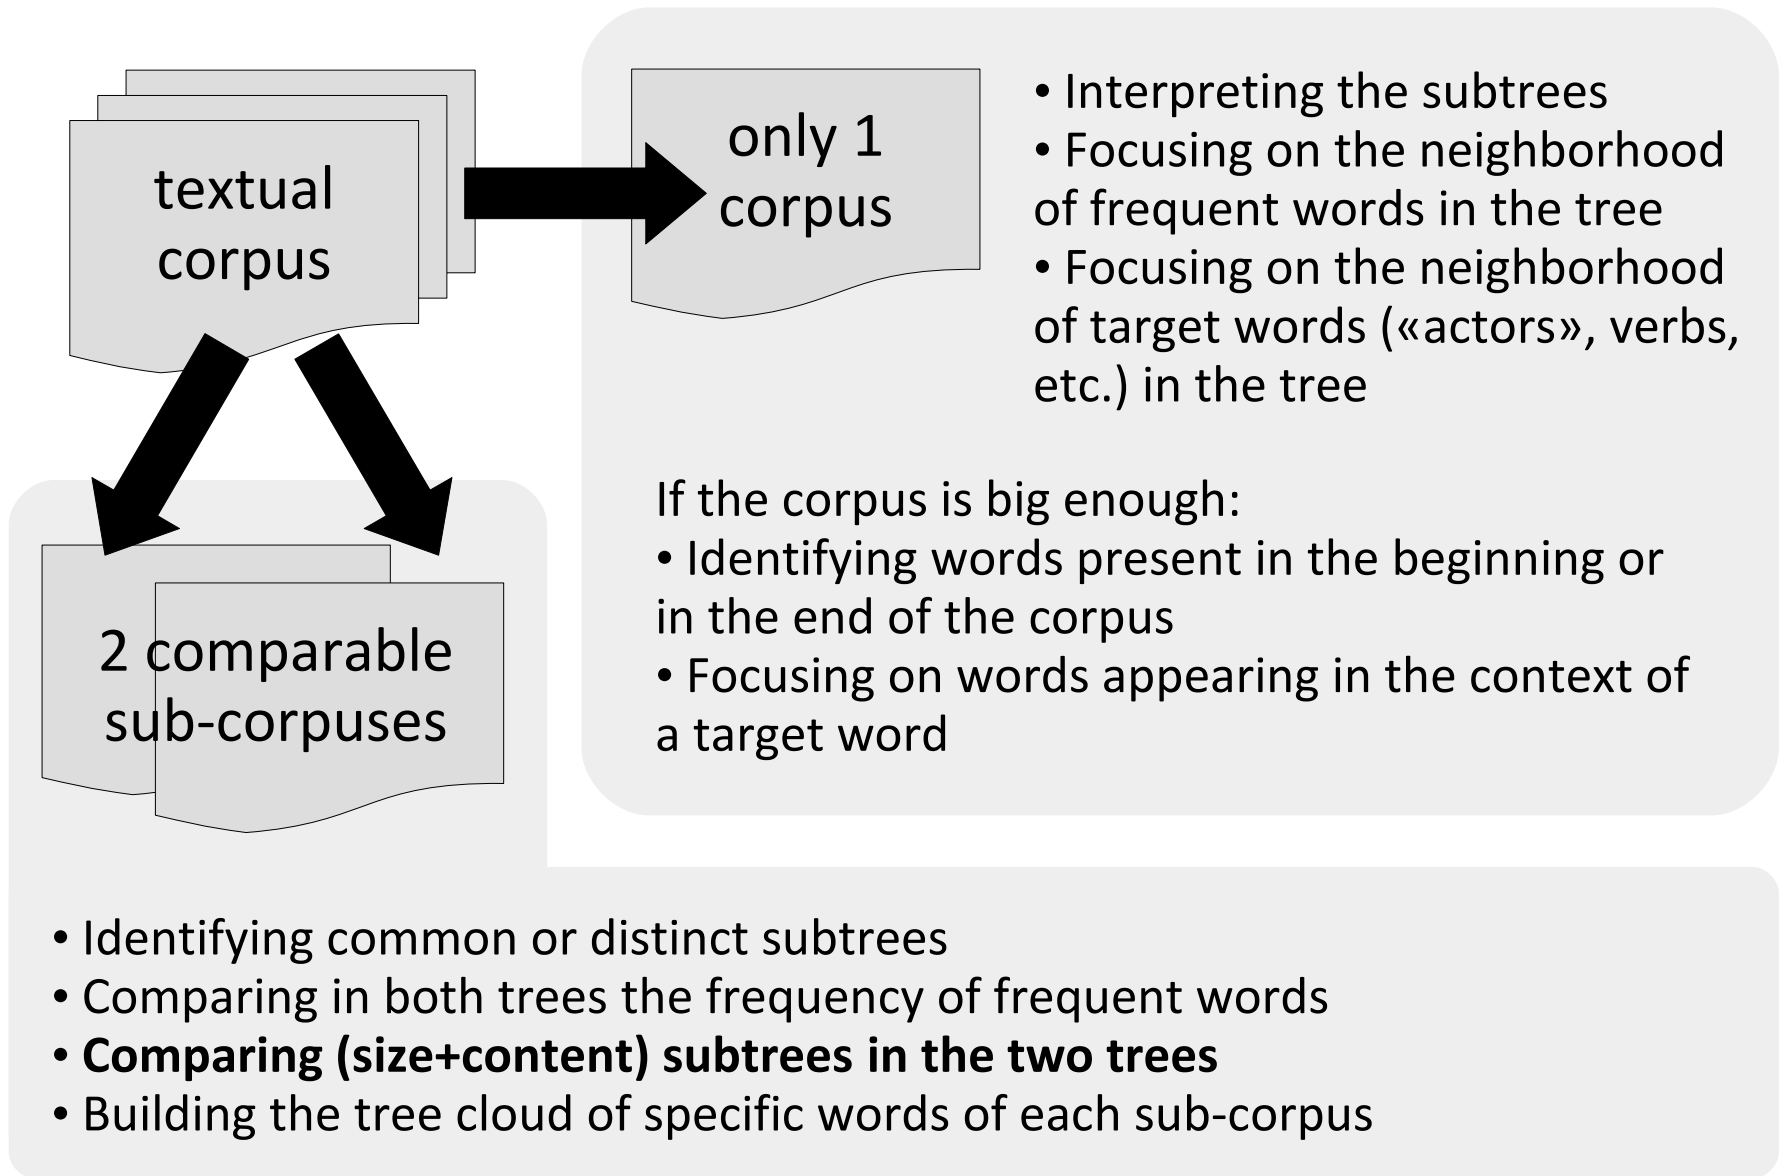 textual
corpus
only 1
corpus
• Interpreting the subtrees
• Focusing on the neighborhood
of frequent words in the tree
• Focusing on the neighborhood
of target words («actors», verbs,
etc.) in the tree
If the corpus is big enough:
• Identifying words present in the beginning or
in the end of the corpus
• Focusing on words appearing in the context of
a target word
2 comparable
sub-corpuses
• Identifying common or distinct subtrees
• Comparing in both trees the frequency of frequent words
• Comparing (size+content) subtrees in the two trees
• Building the tree cloud of specific words of each sub-corpus